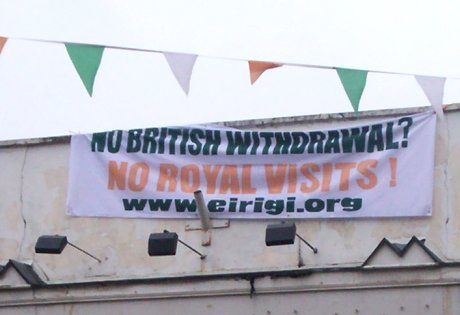 NO BRITISH WITHDRAWAL?
NO ROYAL VISITS !
www.eirigi.org